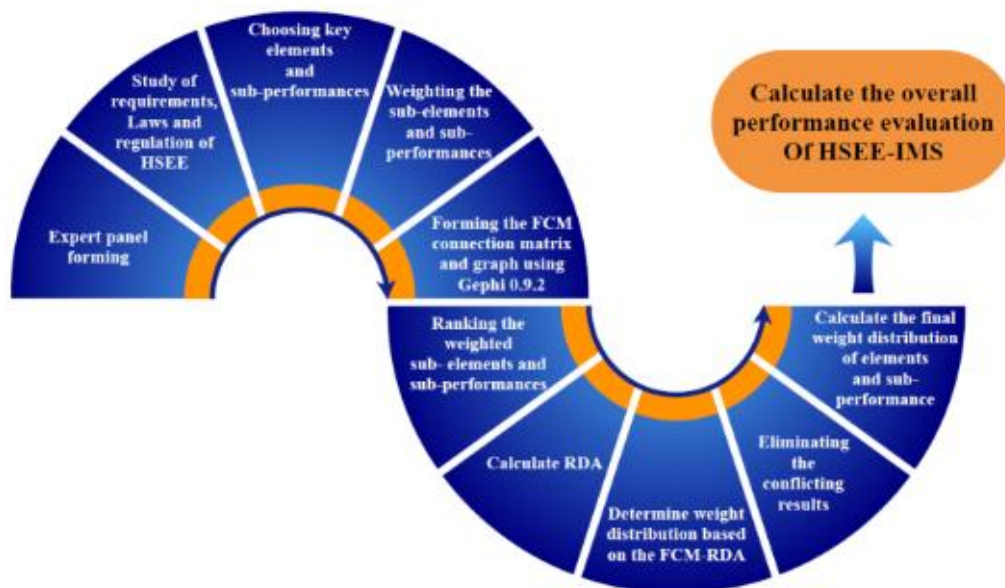 Expert panel
forming
Study of
requirements,
Laws and
regulation of
HSEE
Choosing key
elements
and
sub-performances
Weighting the
sub-elements
and sub-
performances
Forming the FCM
connection matrix
and graph using
Gephi 0.9.2
Ranking the
weighted
sub- elements and
sub-performances
Calculate RDA
Determine weight
distribution based
on the FCM-RDA
Eliminating
the
conflicting
results
Calculate the final
weight distribution
of elements
and sub-
performance
Calculate the overall
performance evaluation
Of HSEE-IMS